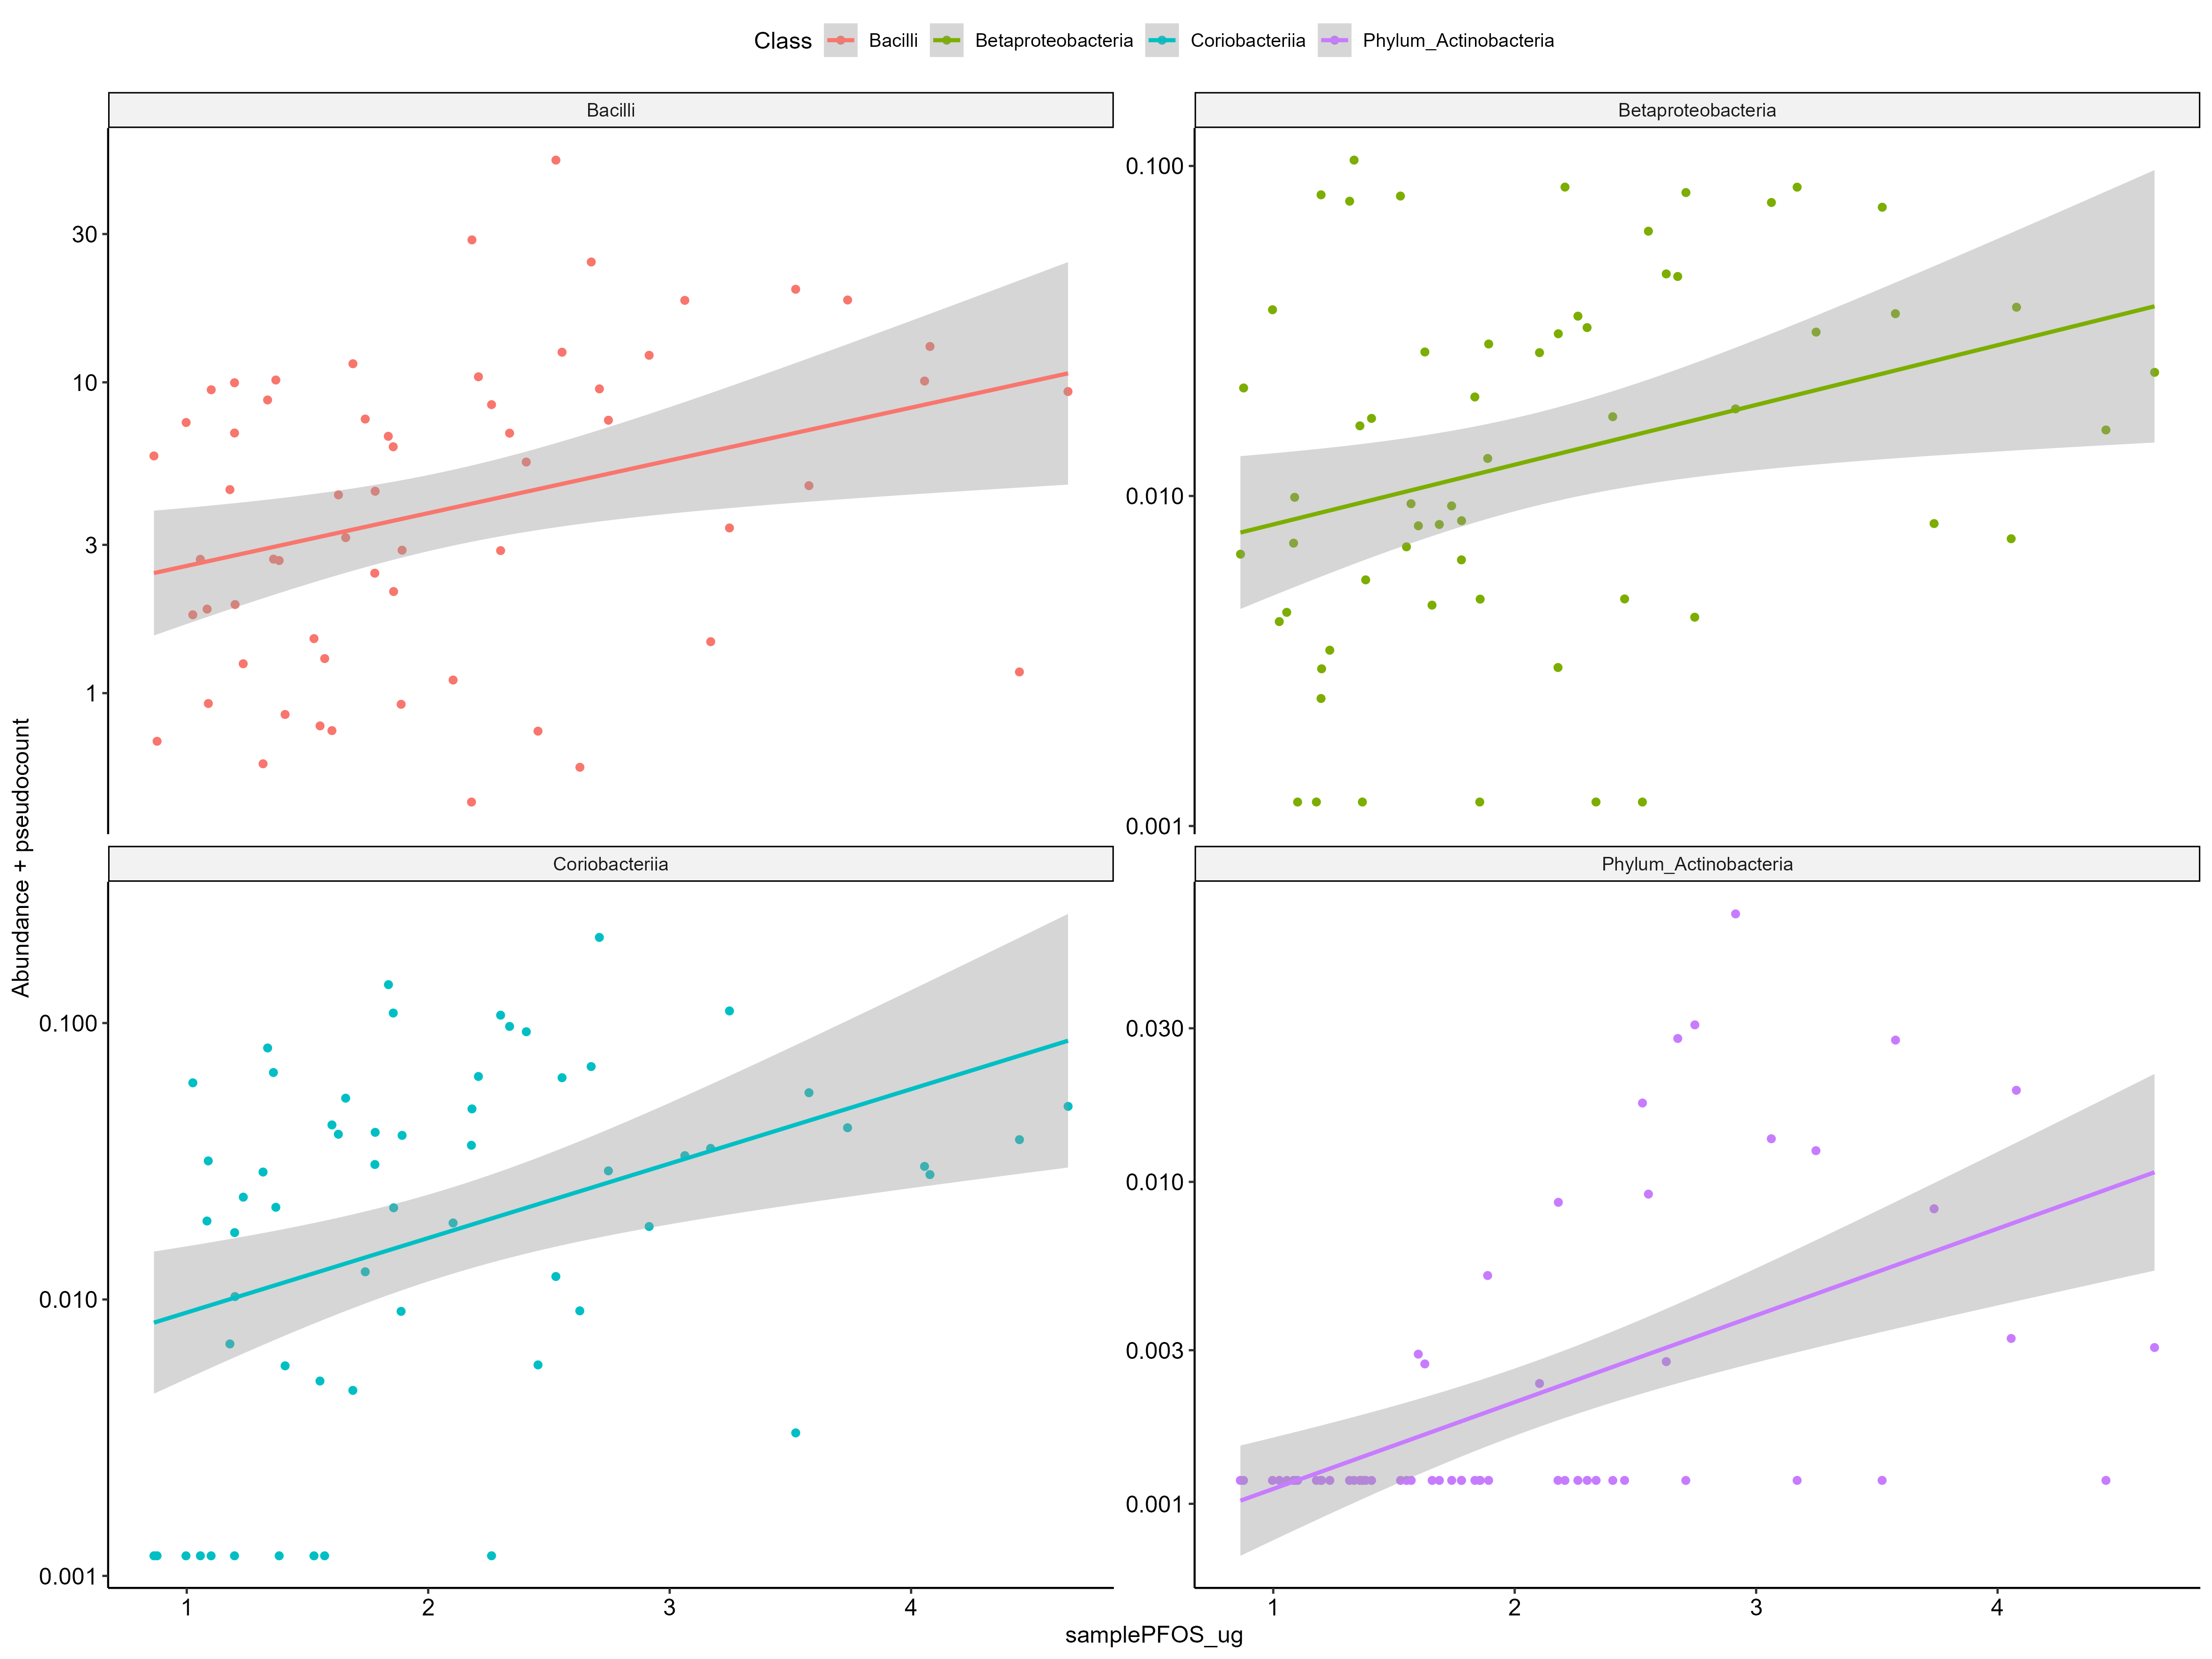 Class Bacilli Betaproteobacteria Coriobacteriia Phylum_Actinobacteria
Bacilli
Betaproteobacteria
30
10
3
1
0.100
0.010
0.001
Coriobacteriia
Phylum_Actinobacteria
0.100
0.010
0.001
0.030
0.010
0.003
0.001
1 2 3 4
1 2 3 4
Abundance + pseudocount
samplePFOS_ug